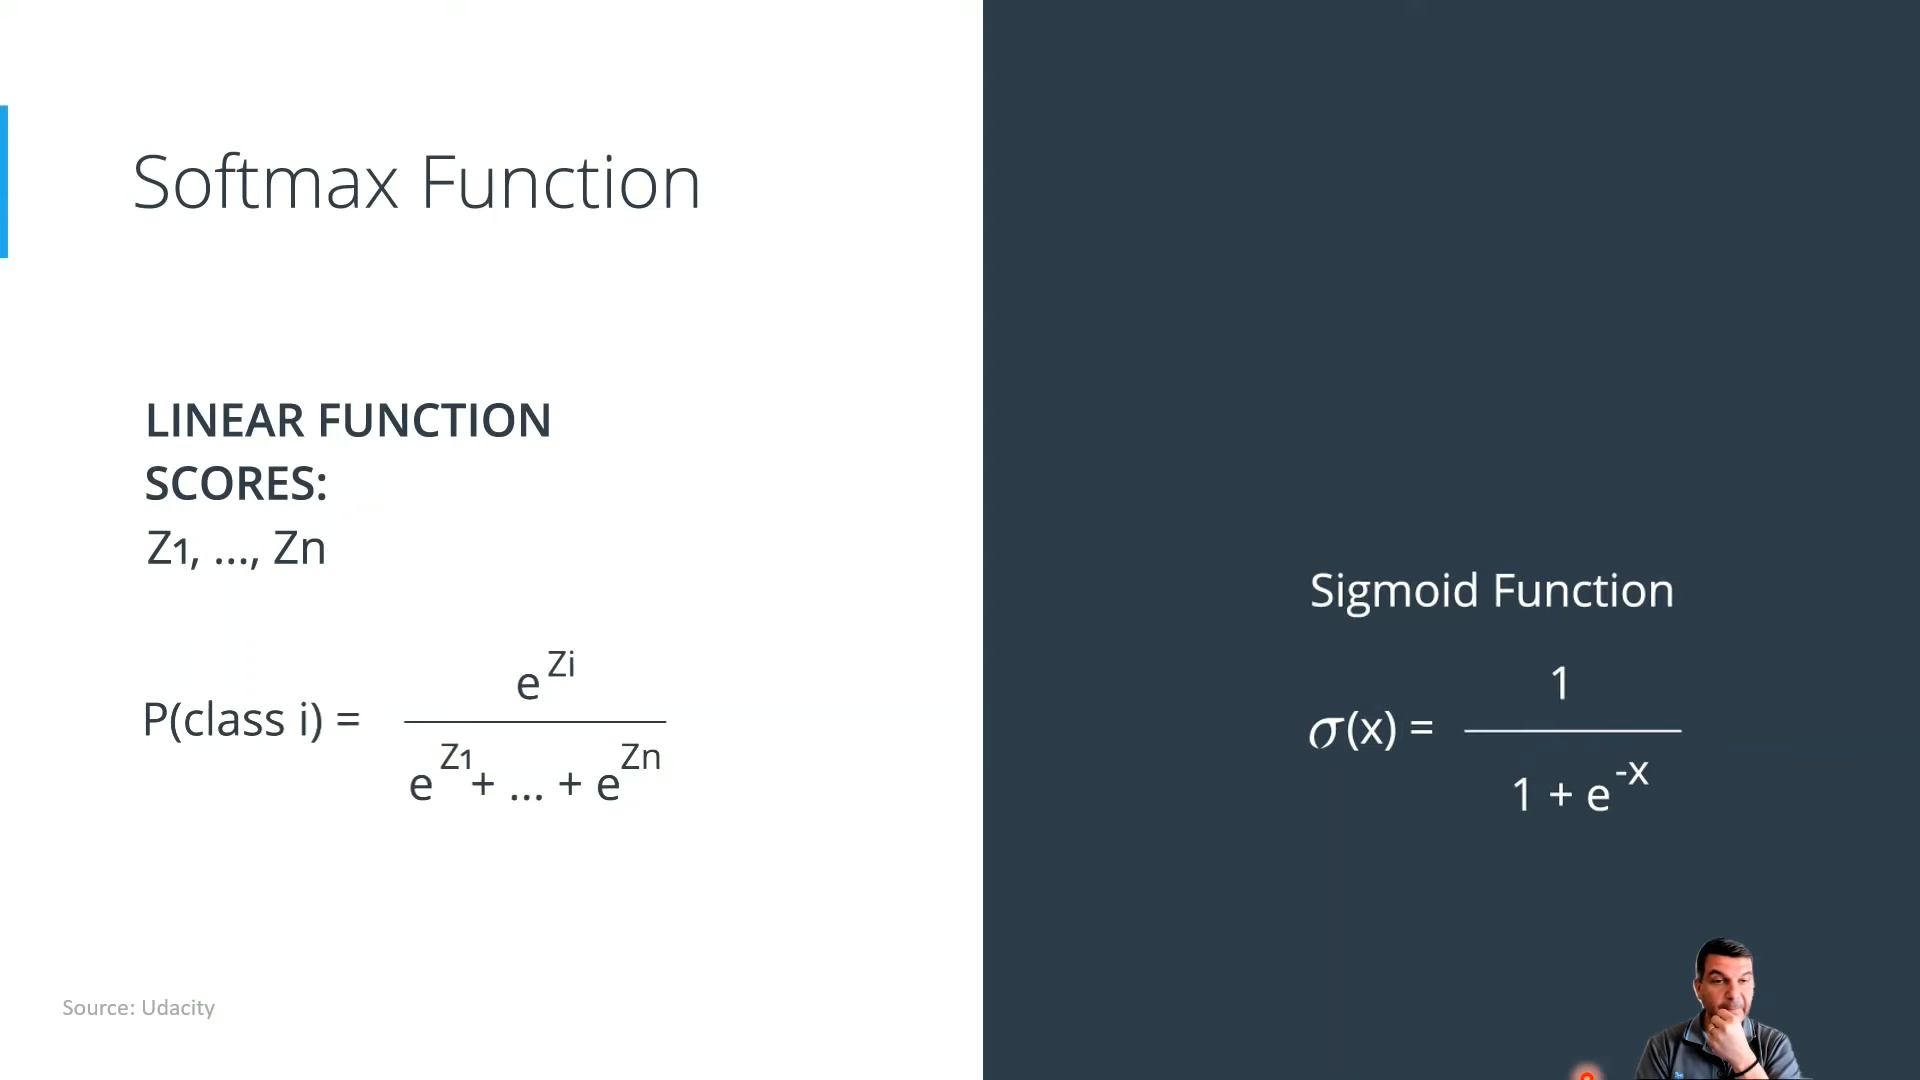 Softmax Function
LINEAR FUNCTION
SCORES:
Z1, ..., Zn
P(class i) = e^Zi / e^Z1 + ... + e^Zn
Sigmoid Function
σ(x) = 1 / 1 + e^-x
Source: Udacity